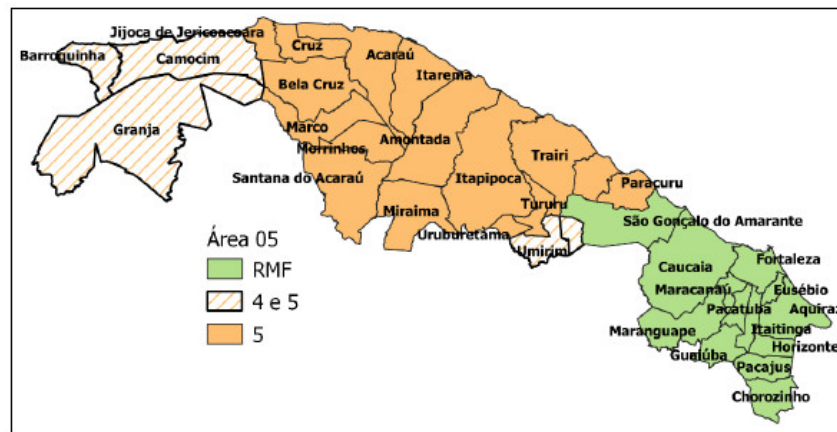 Jijoca de Jericoacoara
Barroquinha
Camocim
Cruz
Acaraú
Itarema
Bela Cruz
Granja
Marco
Morrinhos
Amontada
Trairi
Santana do Acaraú
Itapipoca
Paracuru
Miraima
Tururu
São Gonçalo do Amarante
Uruburetama
Umirim
Área 05
RMF
4 e 5
5
Fortaleza
Caucaia
Maracanaú
Eusébio
Pacatuba
Aquiraz
Maranguape
Itaitinga
Horizonte
Guaiúba
Pacajus
Chorozinho